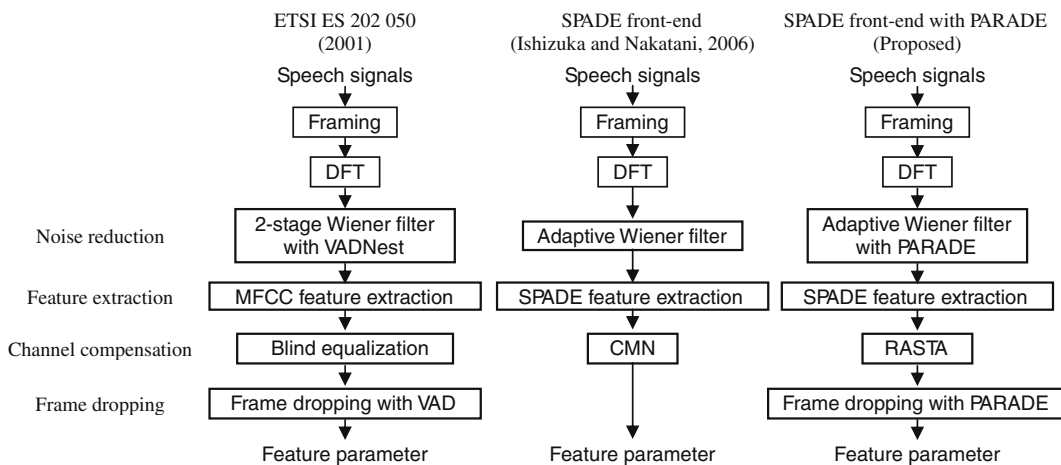 ETSI ES 202 050
(2001)
SPADE front-end
(Ishizuka and Nakatani, 2006)
SPADE front-end with PARADE
(Proposed)
Speech signals
Speech signals
Speech signals
Framing
Framing
Framing
DFT
DFT
DFT
Noise reduction
2-stage Wiener filter
with VADNest
Adaptive Wiener filter
Adaptive Wiener filter
with PARADE
Feature extraction
MFCC feature extraction
SPADE feature extraction
SPADE feature extraction
Channel compensation
Blind equalization
CMN
RASTA
Frame dropping
Frame dropping with VAD
Frame dropping with PARADE
Feature parameter
Feature parameter
Feature parameter